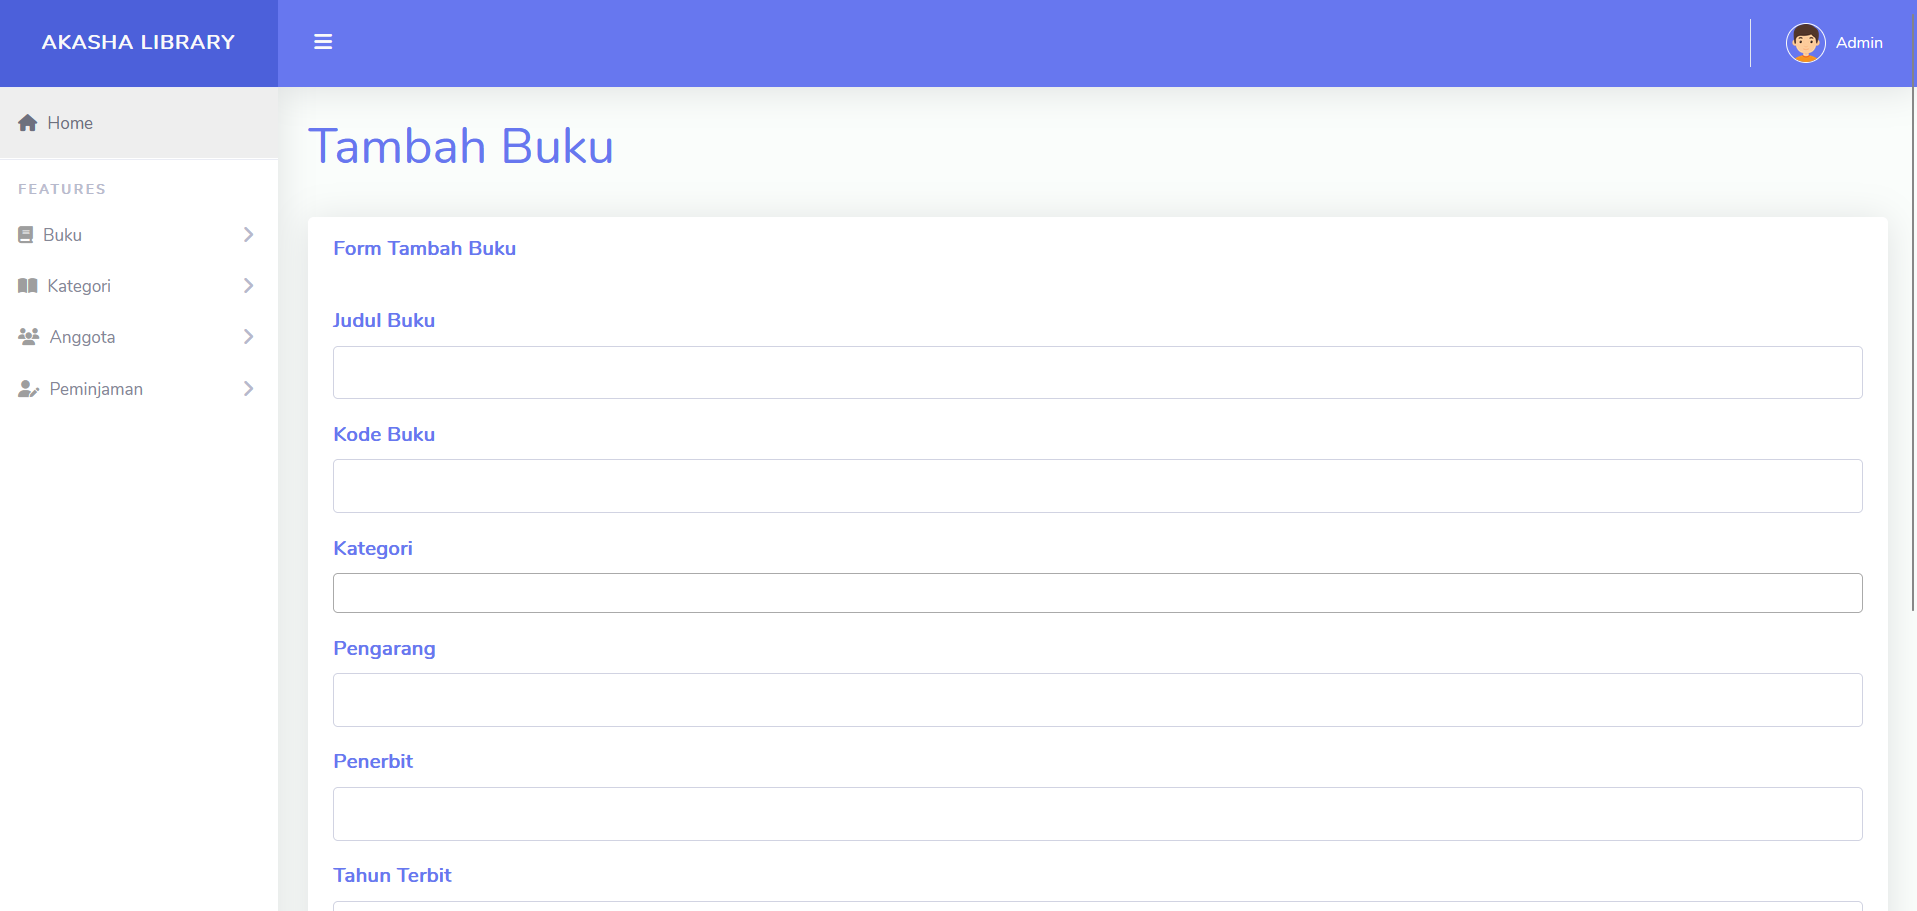 AKASHA LIBRARY
Admin
Home
FEATURES
Buku
Kategori
Anggota
Peminjaman
Tambah Buku
Form Tambah Buku
Judul Buku
Kode Buku
Kategori
Pengarang
Penerbit
Tahun Terbit